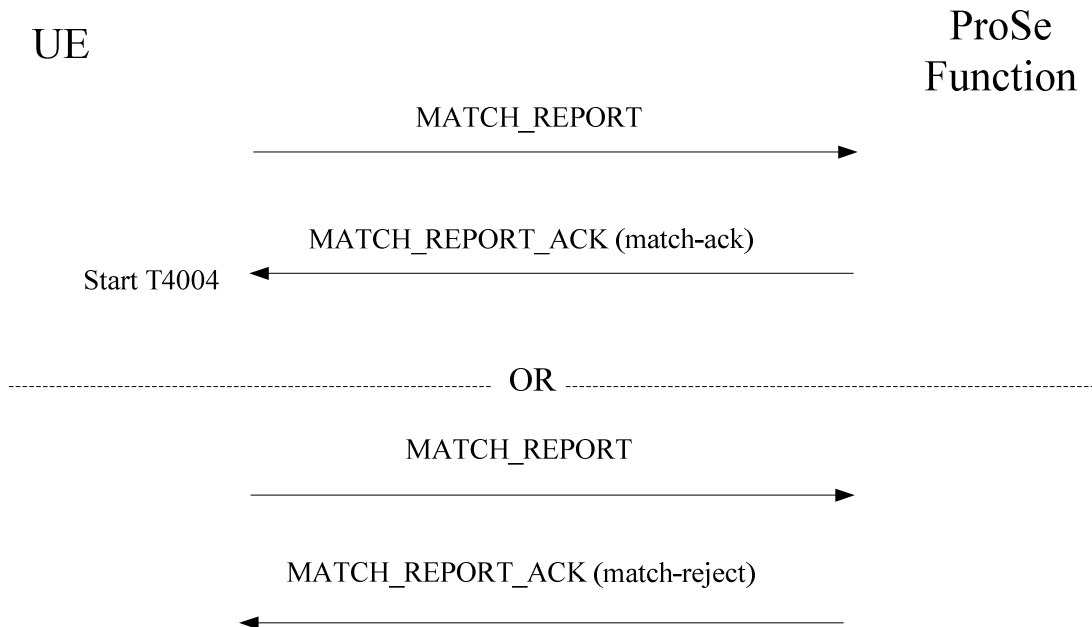 UE
ProSe
Function
MATCH_REPORT
MATCH_REPORT_ACK (match-ack)
Start T4004
OR
MATCH_REPORT
MATCH_REPORT_ACK (match-reject)